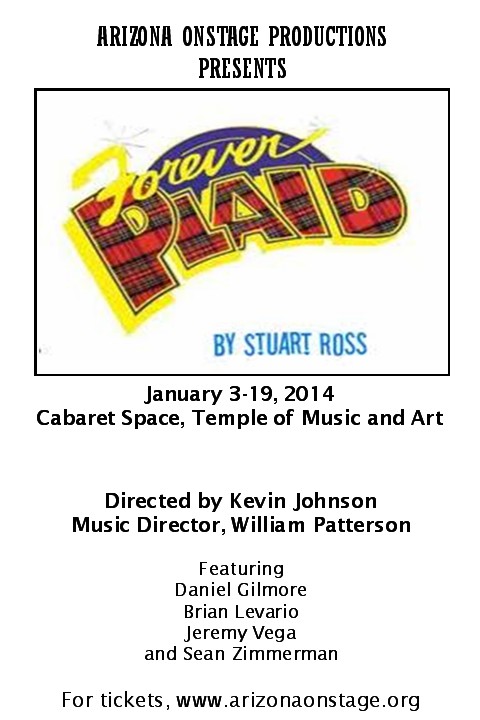 ARIZONA ONSTAGE PRODUCTIONS
PRESENTS
Forever
PLAID
BY STUART ROSS
January 3-19, 2014
Cabaret Space, Temple of Music and Art
Directed by Kevin Johnson
Music Director, William Patterson
Featuring
Daniel Gilmore
Brian Levario
Jeremy Vega
and Sean Zimmerman
For tickets, www.arizonaonstage.org